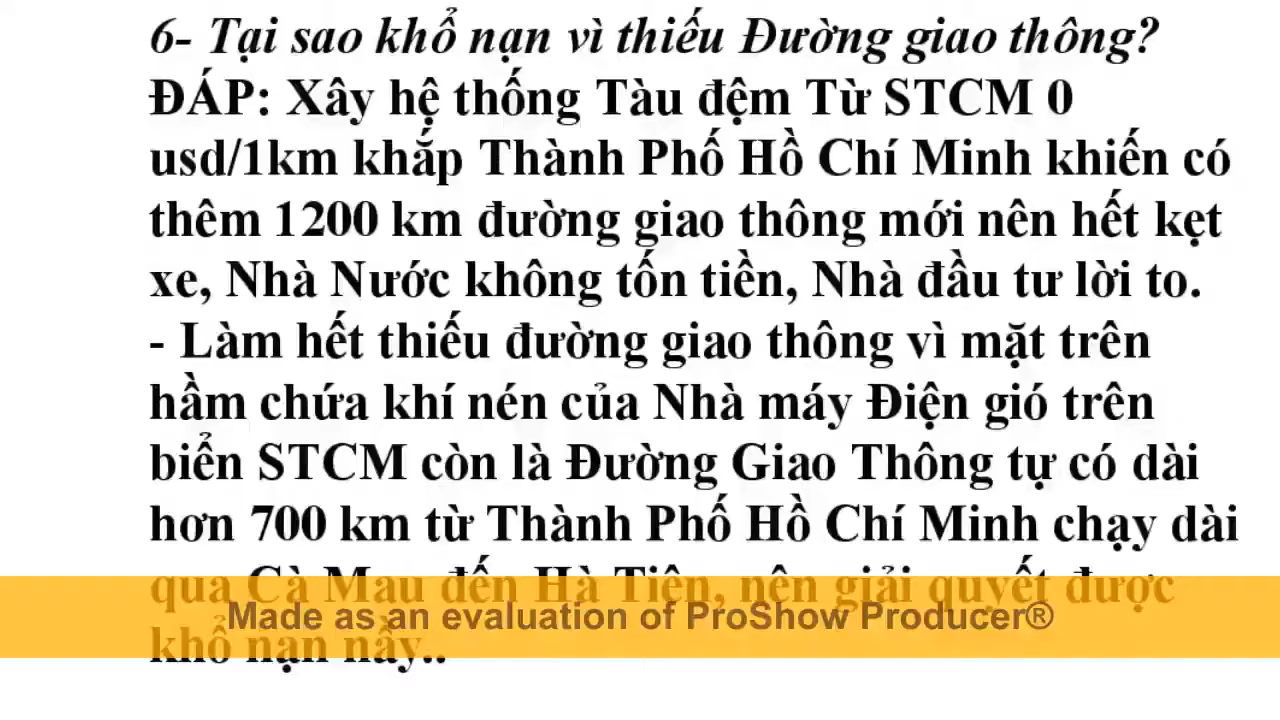 6- Tại sao khổ nạn vì thiếu Đường giao thông?
ĐÁP: Xây hệ thống Tàu đệm Từ STCM 0
usd/1km khắp Thành Phố Hồ Chí Minh khiến có
thêm 1200 km đường giao thông mới nên hết kẹt
xe, Nhà Nước không tốn tiền, Nhà đầu tư lời to.
- Làm hết thiếu đường giao thông vì mặt trên
hầm chứa khí nén của Nhà máy Điện gió trên
biển STCM còn là Đường Giao Thông tự có dài
hơn 700 km từ Thành Phố Hồ Chí Minh chạy dài
qua Cà Mau đến Hà Tiên, nên giải quyết được
Made as an evaluation of ProShow Producer®
khổ nạn nầy..